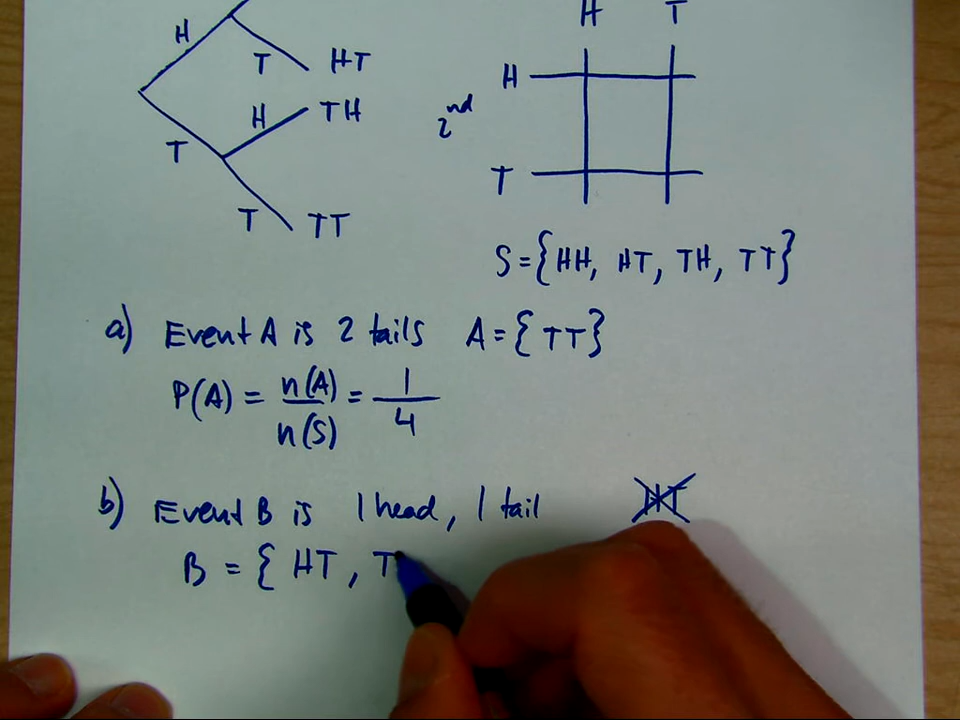 H T
H
T HT
H TH
2nd
H
T
T
T TT
S = {HH, HT, TH, TT}
a) Event A is 2 tails A = { TT }
P(A) = n(A)/n(S) = 1/4
b) Event B is 1 head, 1 tail HT
B = { HT , T